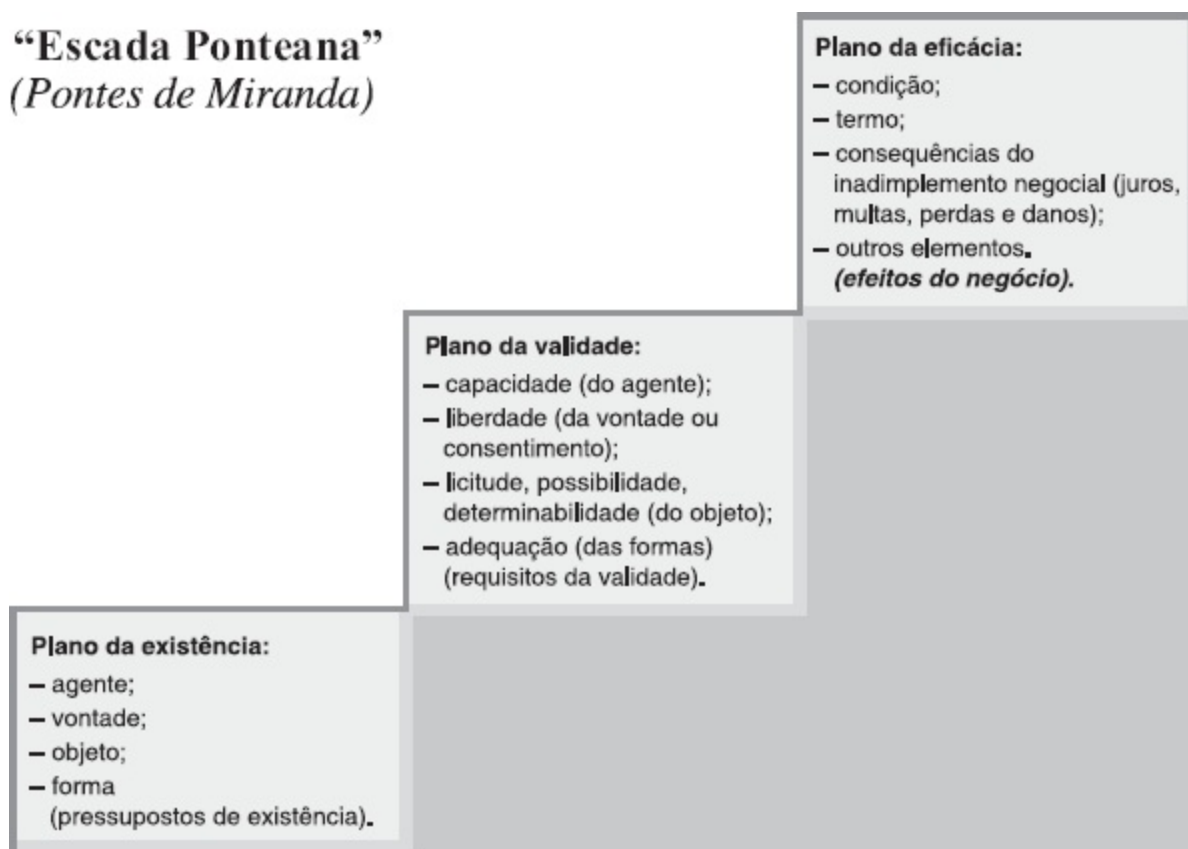 “Escada Ponteana”
(Pontes de Miranda)
Plano da eficácia:
– condição;
– termo;
– consequências do
inadimplemento negocial (juros,
multas, perdas e danos);
– outros elementos.
(efeitos do negócio).
Plano da validade:
– capacidade (do agente);
– liberdade (da vontade ou
consentimento);
– licitude, possibilidade,
determinabilidade (do objeto);
– adequação (das formas)
(requisitos da validade).
Plano da existência:
– agente;
– vontade;
– objeto;
– forma
(pressupostos de existência).